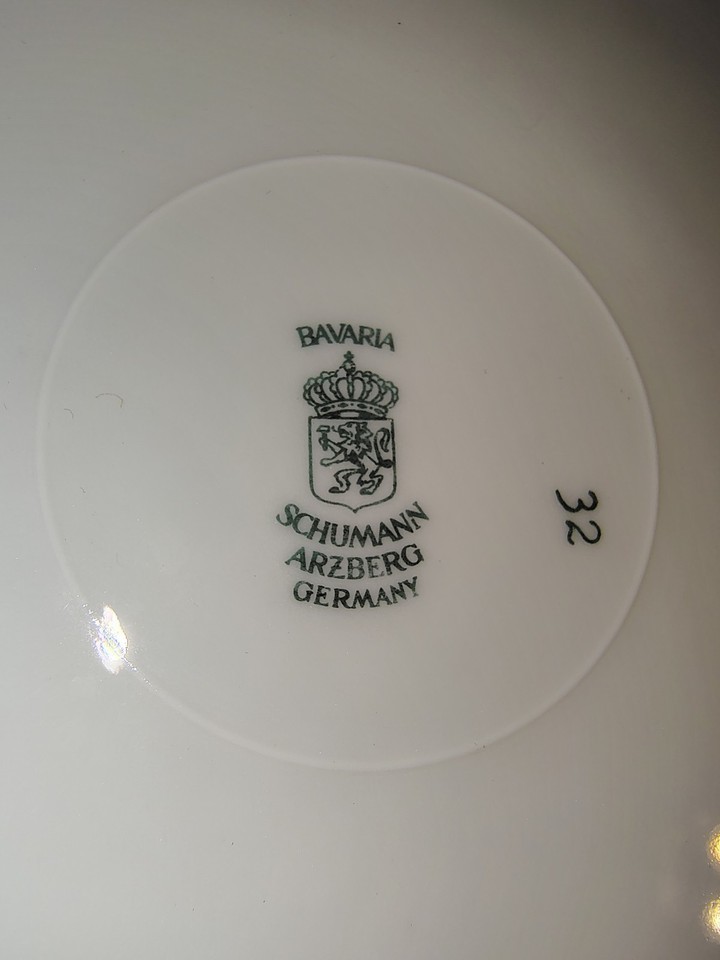 BAVARIA
SCHUMANN
ARZBERG
GERMANY
32